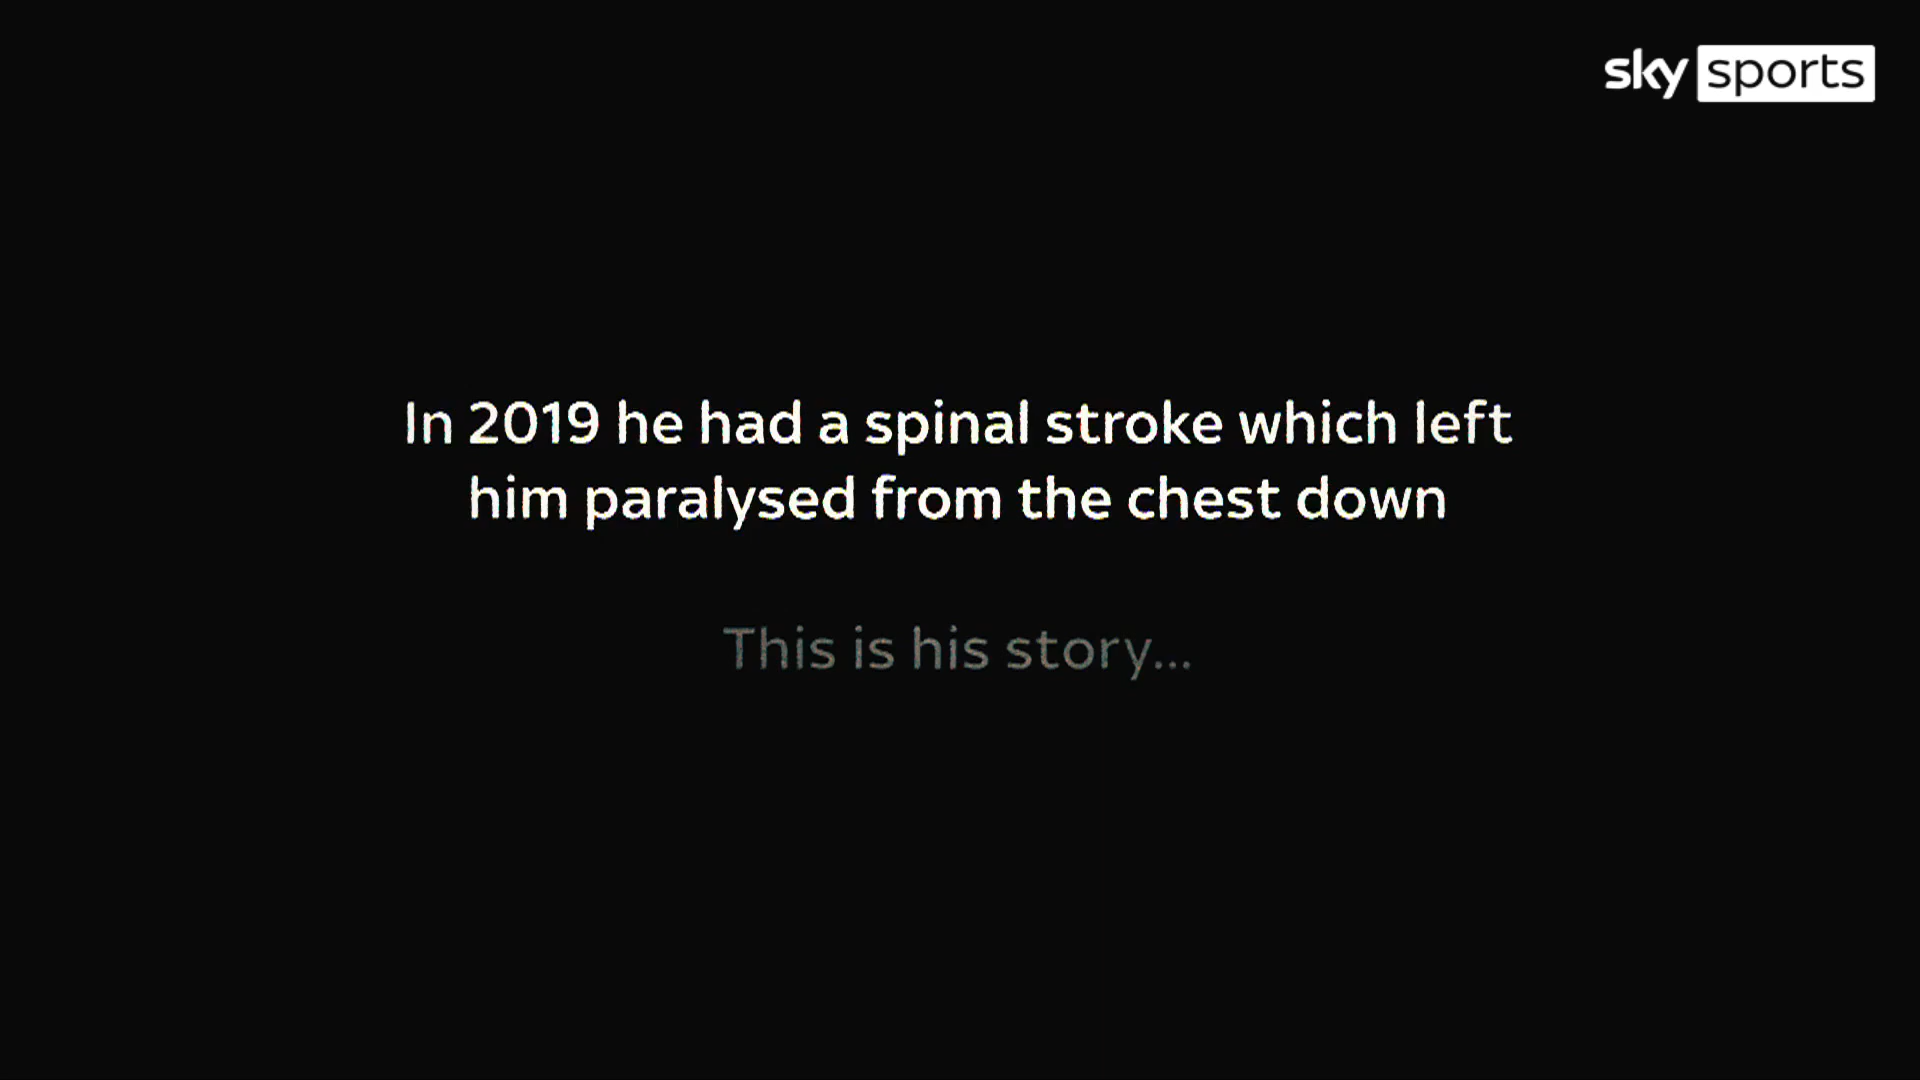 sky sports
In 2019 he had a spinal stroke which left
him paralysed from the chest down
This is his story...